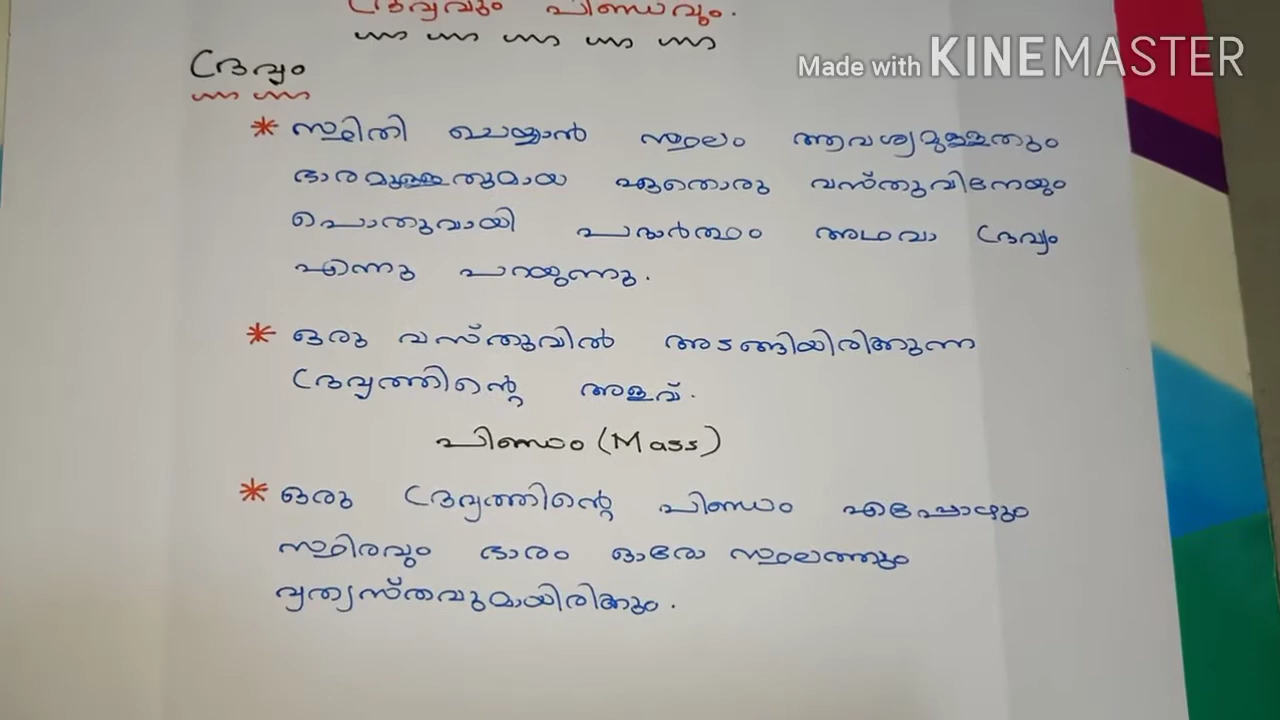 ദ്രവ്യവും പിണ്ഡവും.
Made with KINEMASTER
ദ്രവ്യം
* സ്ഥിതി ചെയ്യാൻ സ്ഥലം ആവശ്യമുള്ളതും
ഭാരമുള്ളതുമായ ഏതൊരു വസ്തുവിനേയും
പൊതുവായി പദാർത്ഥം അഥവാ ദ്രവ്യം
എന്നു പറയുന്നു.
* ഒരു വസ്തുവിൽ അടങ്ങിയിരിക്കുന്ന
ദ്രവ്യത്തിന്റെ അളവ്.
പിണ്ഡം (Mass)
* ഒരു ദ്രവ്യത്തിന്റെ പിണ്ഡം എപ്പോഴും
സ്ഥിരവും ഭാരം ഓരോ സ്ഥലത്തും
വ്യത്യസ്തവുമായിരിക്കും.